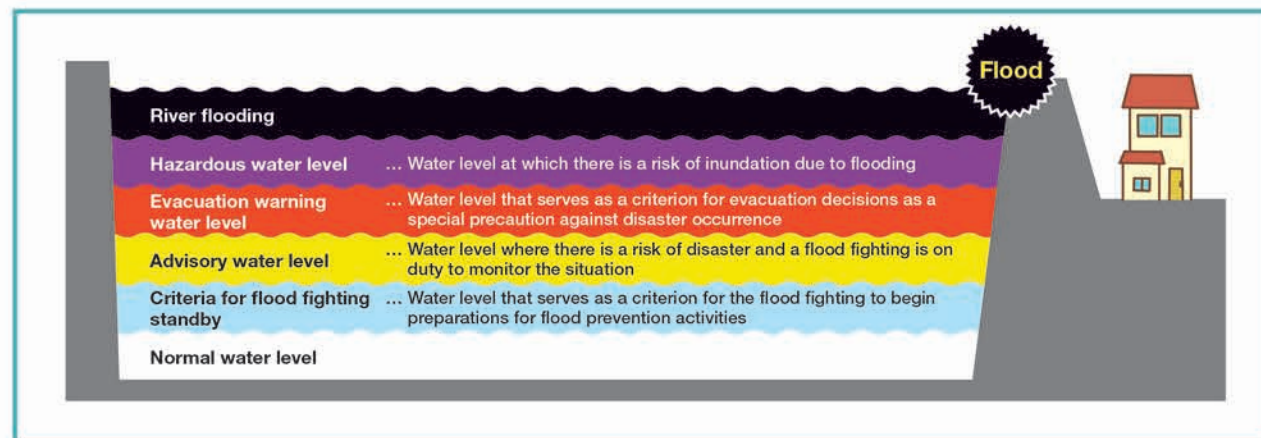 Flood
River flooding
Hazardous water level ... Water level at which there is a risk of inundation due to flooding
Evacuation warning
water level
... Water level that serves as a criterion for evacuation decisions as a
special precaution against disaster occurrence
Advisory water level
... Water level where there is a risk of disaster and a flood fighting is on
duty to monitor the situation
Criteria for flood fighting
standby
... Water level that serves as a criterion for the flood fighting to begin
preparations for flood prevention activities
Normal water level